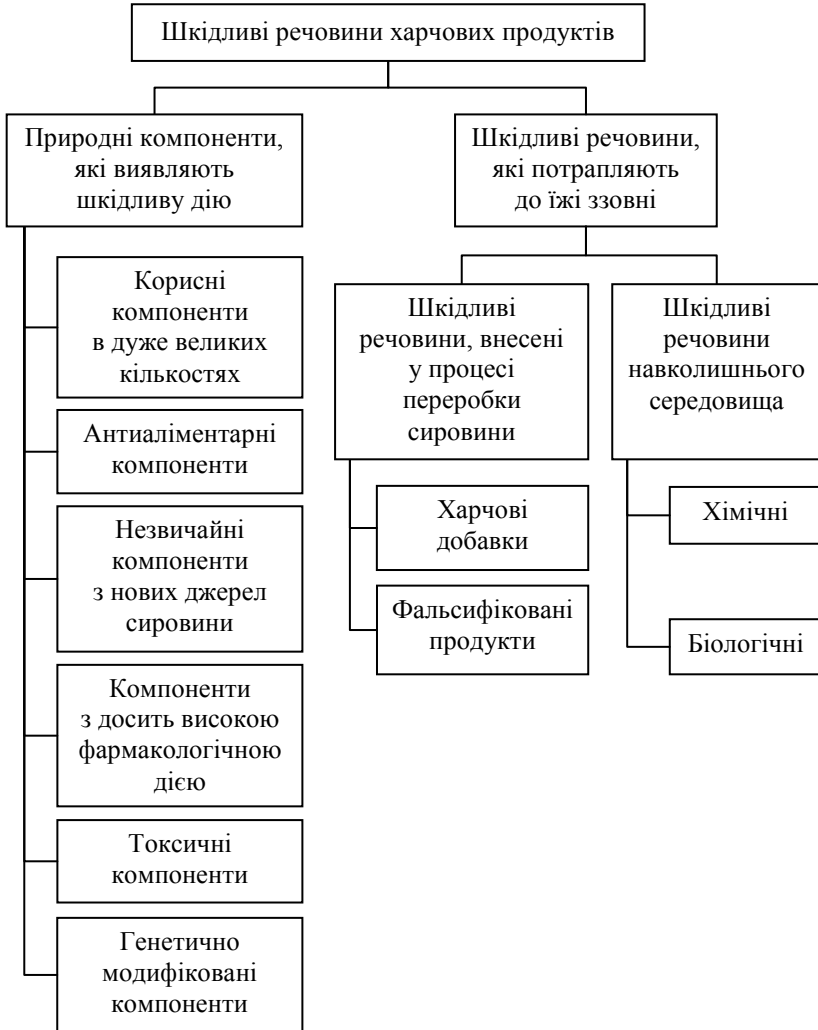 Шкідливі речовини харчових продуктів
Природні компоненти,
які виявляють
шкідливу дію
Шкідливі речовини,
які потрапляють
до їжі ззовні
Корисні
компоненти
в дуже великих
кількостях
Антиаліментарні
компоненти
Незвичайні
компоненти
з нових джерел
сировини
Компоненти
з досить високою
фармакологічною
дією
Токсичні
компоненти
Генетично
модифіковані
компоненти
Шкідливі
речовини, внесені
у процесі
переробки
сировини
Харчові
добавки
Фальсифіковані
продукти
Шкідливі
речовини
навколишнього
середовища
Хімічні
Біологічні